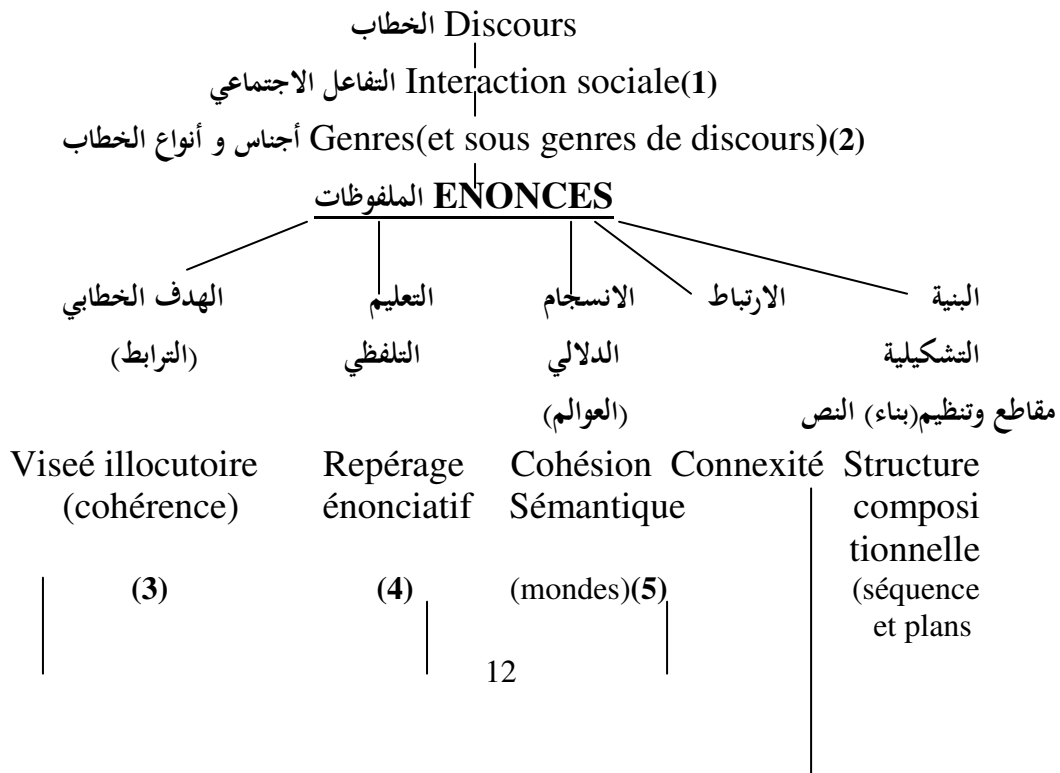 الخطاب Discours
التفاعل الاجتماعي Interaction sociale(1)
أجناس و أنواع الخطاب Genres(et sous genres de discours)(2)
الملفوظات ENONCES
الهدف الخطابي التعليم الانسجام الارتباط البنية
(الترابط) التلفظي الدلالي التشكيلية
(العوالم) مقاطع وتنظيم(بناء) النص
Viseé illocutoire Repérage Cohésion Connexité Structure
(cohérence) énonciatif Sémantique composi
tionnelle
(3) (4) (mondes)(5) (séquence
et plans
12